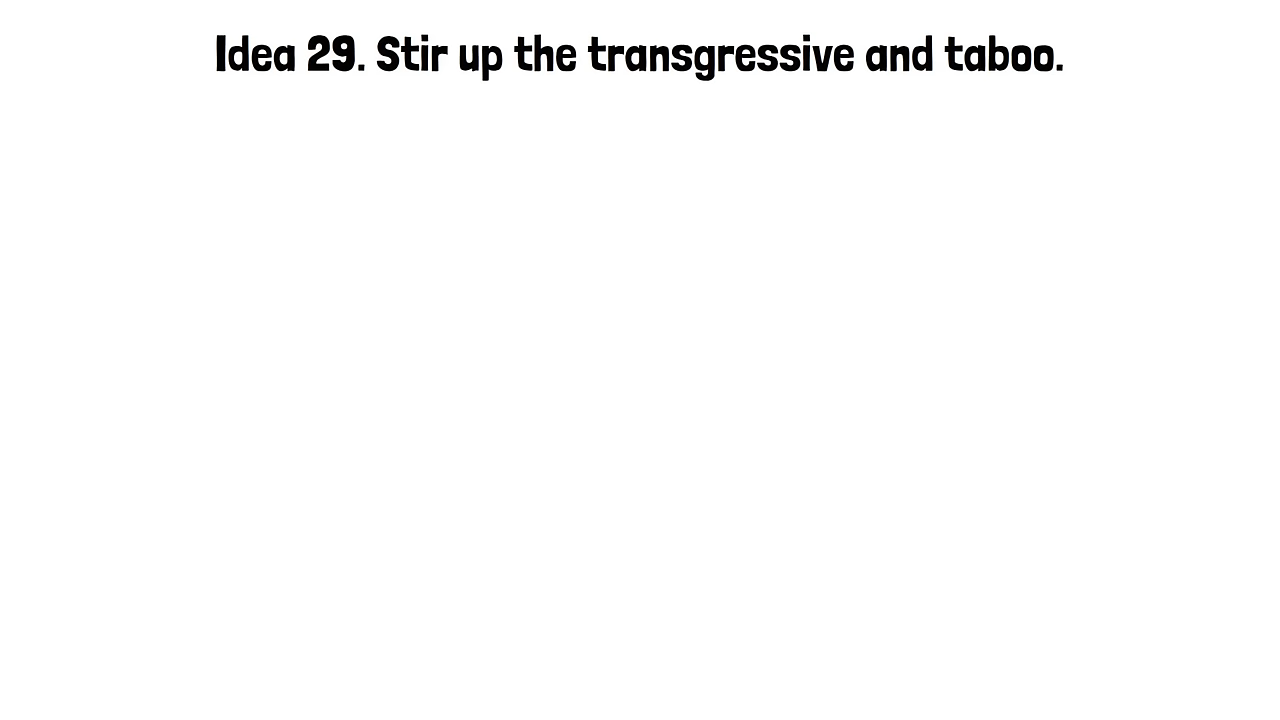 Idea 29. Stir up the transgressive and taboo.